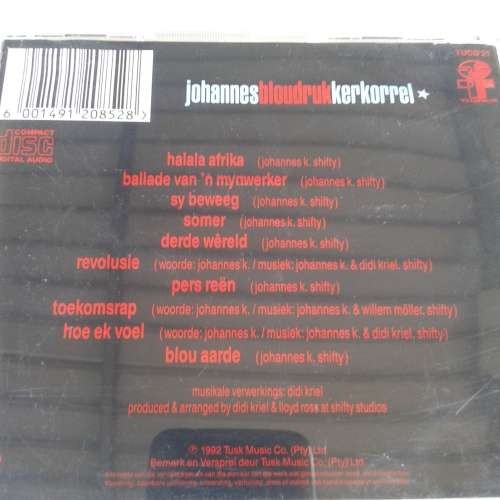 TUCD 21
6 001491 208528>
johannesbloudrukkerkorrel
COMPACT
disc
DIGITAL AUDIO
halala afrika (johannes k. shifty)
ballade van 'n mynwerker (johannes k. shifty)
sy beweeg (johannes k. shifty)
somer (johannes k. shifty)
derde wêreld (johannes k. shifty)
revolusie (woorde: johannes k. / musiek: johannes k. & didi kriel. shifty)
pers reën (johannes k. shifty)
toekomsrap (woorde: johannes k. / musiek: johannes k. & willem möller. shifty)
hoe ek voel (woorde: johannes k. / musiek: johannes k. & didi kriel. shifty)
blou aarde (johannes k. shifty)
musikale verwerkings: didi kriel
produced & arranged by didi kriel & lloyd ross at shifty studios
℗ 1992 Tusk Music Co. (Pty) Ltd
Bemerk en Versprei deur Tusk Music Co. (Pty) Ltd